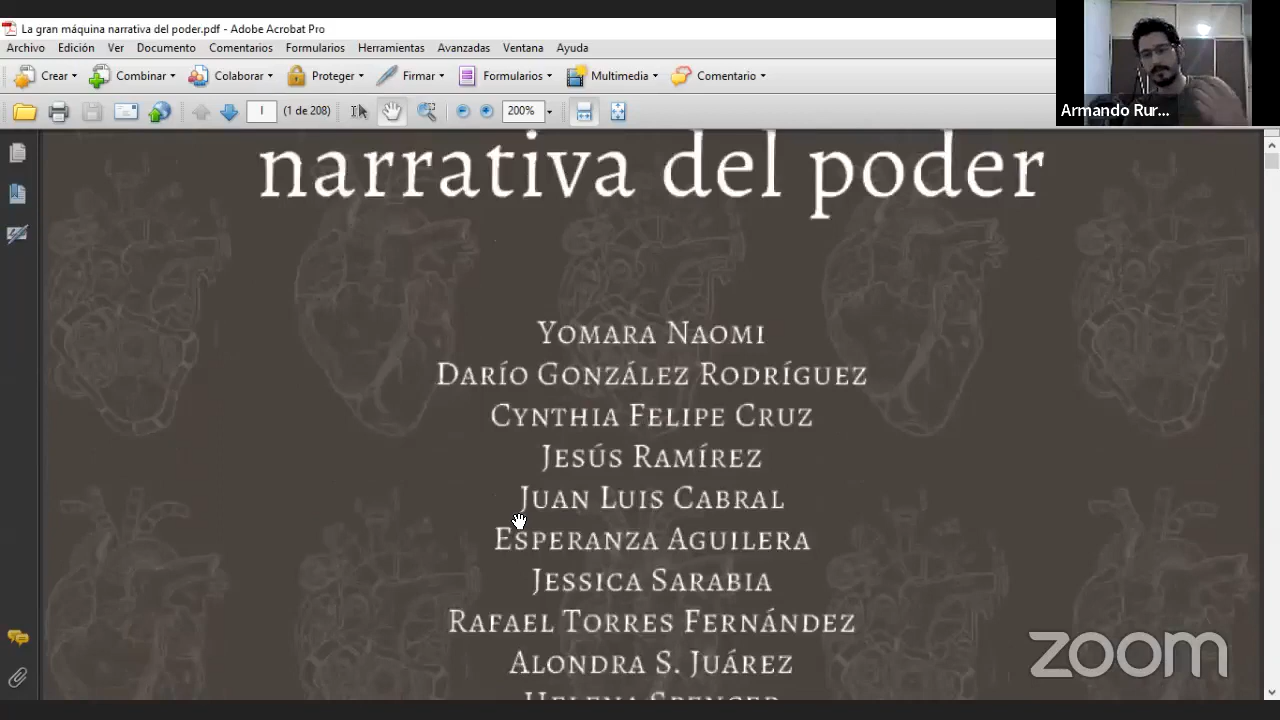 La gran máquina narrativa del poder.pdf - Adobe Acrobat Pro
Archivo Edición Ver Documento Comentarios Formularios Herramientas Avanzadas Ventana Ayuda
Crear Combinar Colaborar Proteger Firmar Formularios Multimedia Comentario
I (1 de 208) 200%
Armando Rur...
narrativa del poder
Yomara Naomi
Darío González Rodríguez
Cynthia Felipe Cruz
Jesús Ramírez
Juan Luis Cabral
Esperanza Aguilera
Jessica Sarabia
Rafael Torres Fernández
Alondra S. Juárez
Helena Spencer
zoom